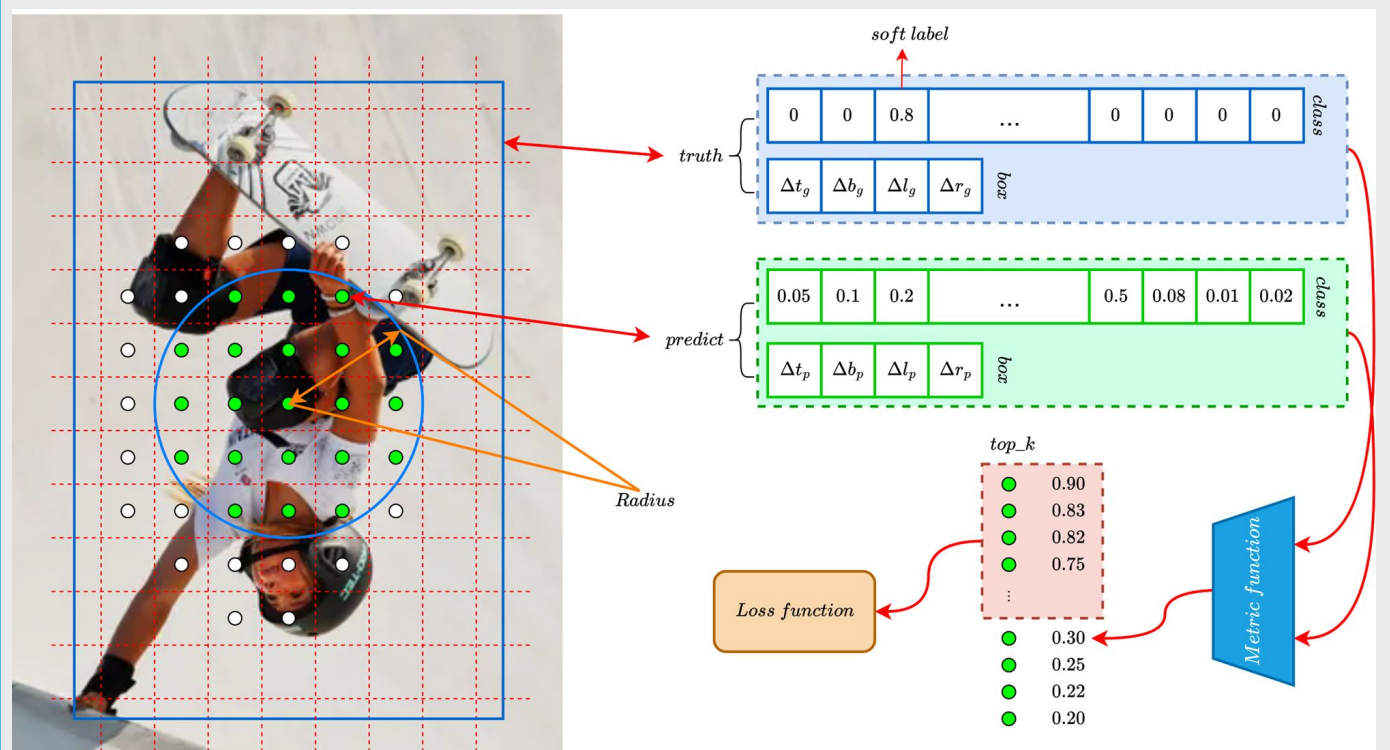 soft label
0 0 0.8 ... 0 0 0 0
class
truth
Δt_g Δb_g Δl_g Δr_g
box
0.05 0.1 0.2 ... 0.5 0.08 0.01 0.02
class
predict
Δt_p Δb_p Δl_p Δr_p
box
Radius
top_k
0.90
0.83
0.82
0.75
...
0.30
0.25
0.22
0.20
Metric function
Loss function